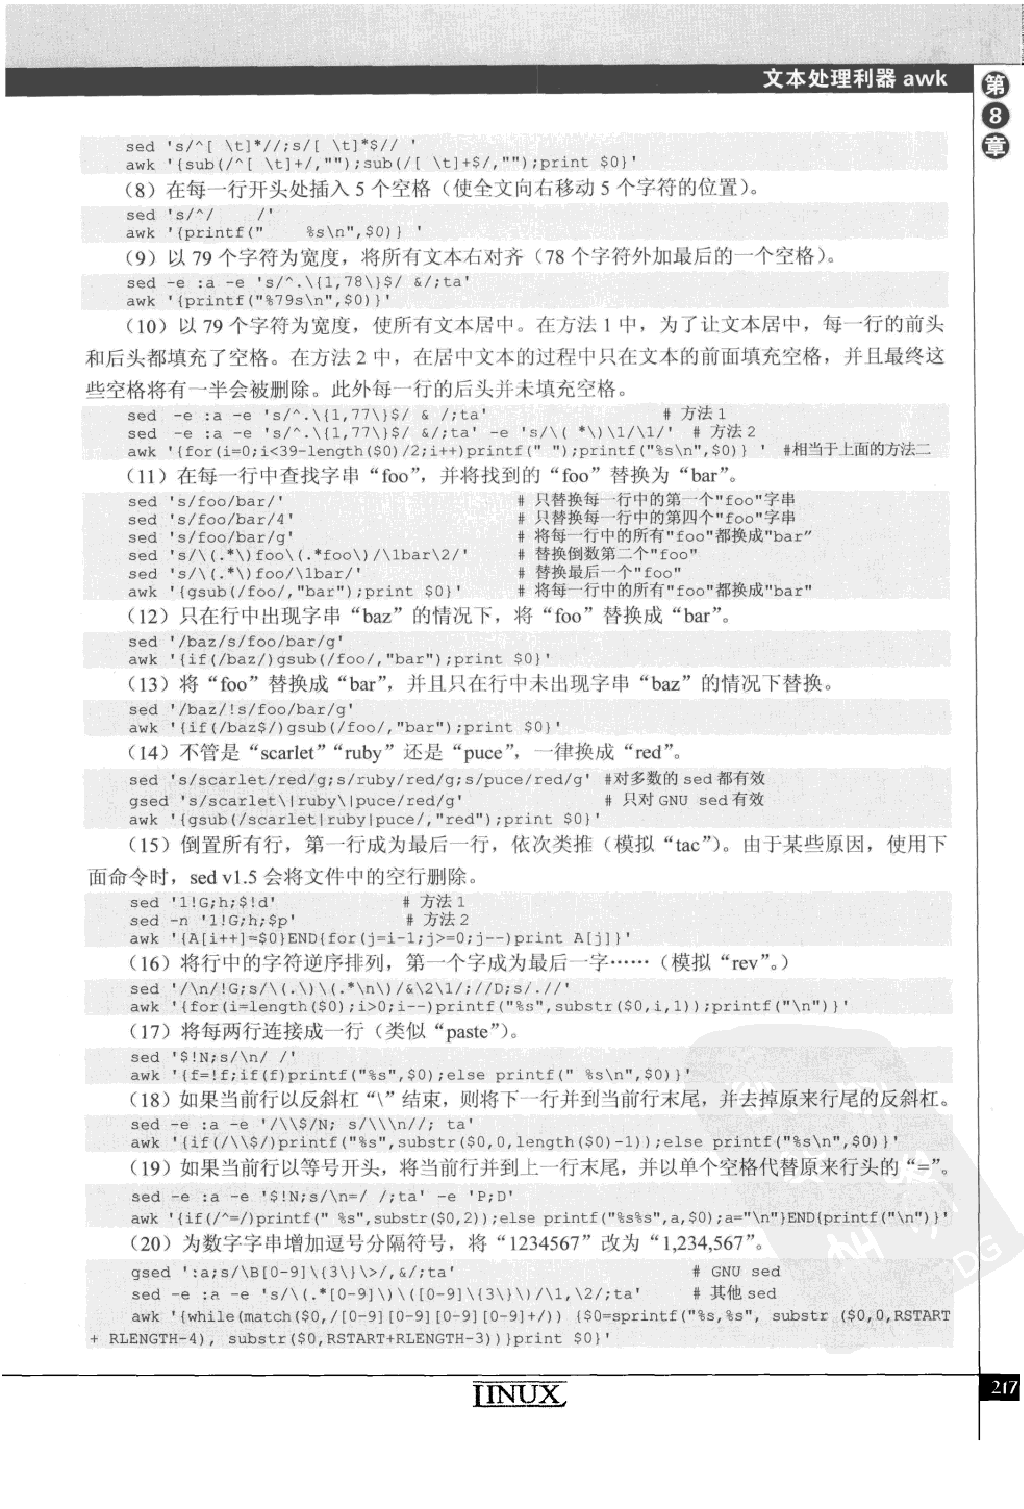 文本处理利器 awk
第8章
sed 's/^[ \t]*//;s/[ \t]*$// '
awk '{sub(/^[ \t]+/,"");sub(/[ \t]+$/,"");print $0}'
（8）在每一行开头处插入 5 个空格（使全文向右移动 5 个字符的位置）。
sed 's/^/     /'
awk '{printf("     %s\n",$0)} '
（9）以 79 个字符为宽度，将所有文本右对齐（78 个字符外加最后的一个空格）。
sed -e :a -e 's/^.\{1,78\}$/ &/;ta'
awk '{printf("%79s\n",$0)}'
（10）以 79 个字符为宽度，使所有文本居中。在方法 1 中，为了让文本居中，每一行的前头
和后头都填充了空格。在方法 2 中，在居中文本的过程中只在文本的前面填充空格，并且最终这
些空格将有一半会被删除。此外每一行的后头并未填充空格。
sed -e :a -e 's/^.\{1,77\}$/ & /;ta' # 方法 1
sed -e :a -e 's/^.\{1,77\}$/ &/;ta' -e 's/\( *\)\1/\1/' # 方法 2
awk '{for(i=0;i<39-length($0)/2;i++)printf(" ");printf("%s\n",$0)} ' #相当于上面的方法二
（11）在每一行中查找字串“foo”，并将找到的“foo”替换为“bar”。
sed 's/foo/bar/' # 只替换每一行中的第一个"foo"字串
sed 's/foo/bar/4' # 只替换每一行中的第四个"foo"字串
sed 's/foo/bar/g' # 将每一行中的所有"foo"都换成"bar"
sed 's/\(.*\)foo\(.*foo\)/\1bar\2/' # 替换倒数第二个"foo"
sed 's/\(.*\)foo/\1bar/' # 替换最后一个"foo"
awk '{gsub(/foo/,"bar");print $0}' # 将每一行中的所有"foo"都换成"bar"
（12）只在行中出现字串“baz”的情况下，将“foo”替换成“bar”。
sed '/baz/s/foo/bar/g'
awk '{if(/baz/)gsub(/foo/,"bar");print $0}'
（13）将“foo”替换成“bar”，并且只在行中未出现字串“baz”的情况下替换。
sed '/baz/!s/foo/bar/g'
awk '{if(/baz$/)gsub(/foo/,"bar");print $0}'
（14）不管是“scarlet”“ruby”还是“puce”，一律换成“red”。
sed 's/scarlet/red/g;s/ruby/red/g;s/puce/red/g' #对多数的 sed 都有效
gsed 's/scarlet\|ruby\|puce/red/g' # 只对 GNU sed 有效
awk '{gsub(/scarlet|ruby|puce/,"red");print $0}'
（15）倒置所有行，第一行成为最后一行，依次类推（模拟“tac”）。由于某些原因，使用下
面命令时，sed v1.5 会将文件中的空行删除。
sed '1!G;h;$!d' # 方法 1
sed -n '1!G;h;$p' # 方法 2
awk '{A[i++]=$0}END{for(j=i-1;j>=0;j--)print A[j]}'
（16）将行中的字符逆序排列，第一个字成为最后一字……（模拟“rev”。）
sed '/\n/!G;s/\(.\)\(.*\n\)/&\2\1/;//D;s/.//'
awk '{for(i=length($0);i>0;i--)printf("%s",substr($0,i,1));printf("\n")}'
（17）将每两行连接成一行（类似“paste”）。
sed '$!N;s/\n/ /'
awk '{f=!f;if(f)printf("%s",$0);else printf(" %s\n",$0)}'
（18）如果当前行以反斜杠“\”结束，则将下一行并到当前行末尾，并去掉原来行尾的反斜杠。
sed -e :a -e '/\\$/N; s/\\\n//; ta'
awk '{if(/\\$/)printf("%s",substr($0,0,length($0)-1));else printf("%s\n",$0)}'
（19）如果当前行以等号开头，将当前行并到上一行末尾，并以单个空格代替原来行头的“=”。
sed -e :a -e '$!N;s/\n=/ /;ta' -e 'P;D'
awk '{if(/^=/)printf(" %s",substr($0,2));else printf("%s%s",a,$0);a="\n"}END{printf("\n")}'
（20）为数字字串增加逗号分隔符号，将“1234567”改为“1,234,567”。
gsed ':a;s/\B[0-9]\{3\}\>/,&/;ta' # GNU sed
sed -e :a -e 's/\(.*[0-9]\)\([0-9]\{3\}\)/\1,\2/;ta' # 其他 sed
awk '{while(match($0,/[0-9][0-9][0-9][0-9]+/)) {$0=sprintf("%s,%s", substr ($0,0,RSTART
+ RLENGTH-4), substr($0,RSTART+RLENGTH-3))}print $0}'
LINUX
217